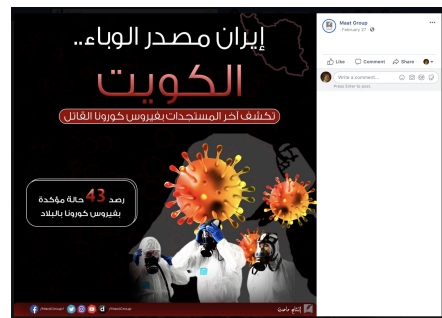 إيران مصدر الوباء..
الكويت
تكشف آخر المستجدات بفيروس كورونا القاتل
رصد 43 حالة مؤكدة
بفيروس كورونا بالبلاد
Maat Group
February 27
Like Comment Share
Write a comment...
Press Enter to post.